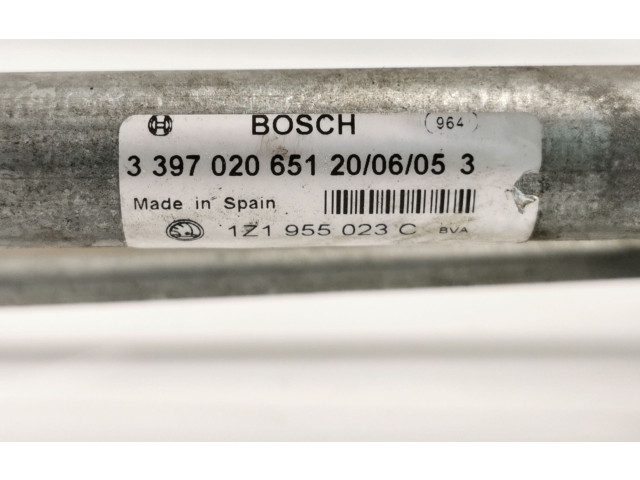 BOSCH (964)
3 397 020 651 20/06/05 3
Made in Spain
1Z1 955 023 C BVA